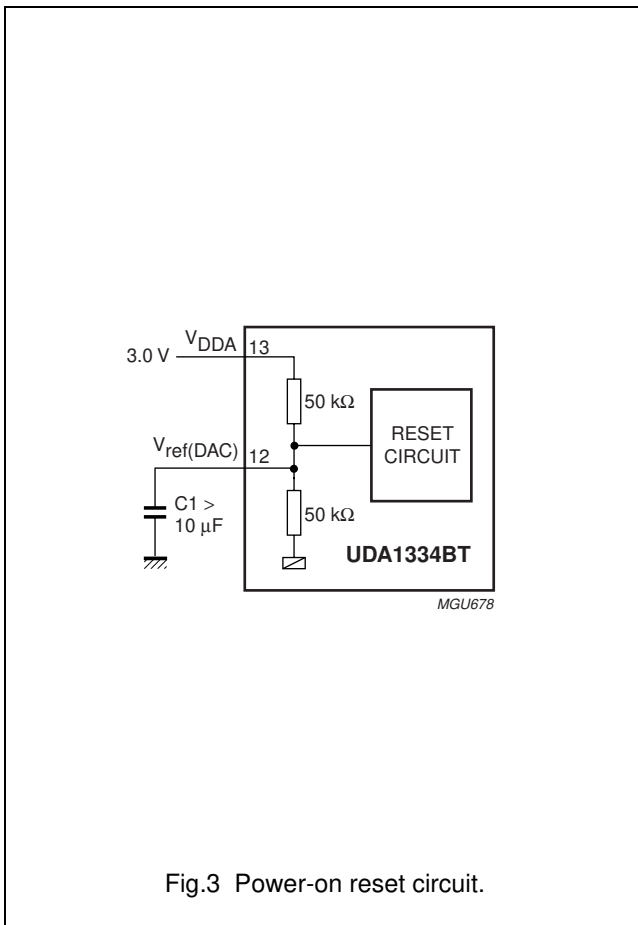 VDDA
13
3.0 V
50 kΩ
RESET
CIRCUIT
Vref(DAC)
12
C1 >
10 μF
50 kΩ
UDA1334BT
MGU678
Fig.3 Power-on reset circuit.